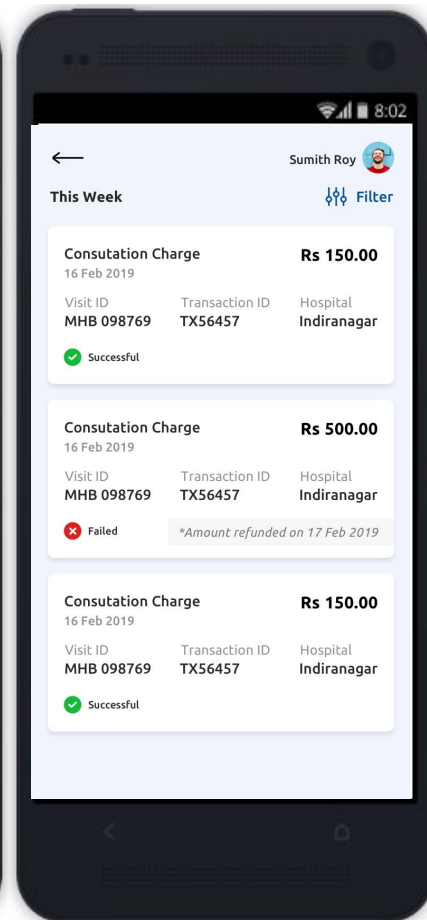 8:02
Sumith Roy
This Week
Filter
Consutation Charge
Rs 150.00
16 Feb 2019
Visit ID
Transaction ID
Hospital
MHB 098769
TX56457
Indiranagar
Successful
Consutation Charge
Rs 500.00
16 Feb 2019
Visit ID
Transaction ID
Hospital
MHB 098769
TX56457
Indiranagar
Failed
*Amount refunded on 17 Feb 2019
Consutation Charge
Rs 150.00
16 Feb 2019
Visit ID
Transaction ID
Hospital
MHB 098769
TX56457
Indiranagar
Successful